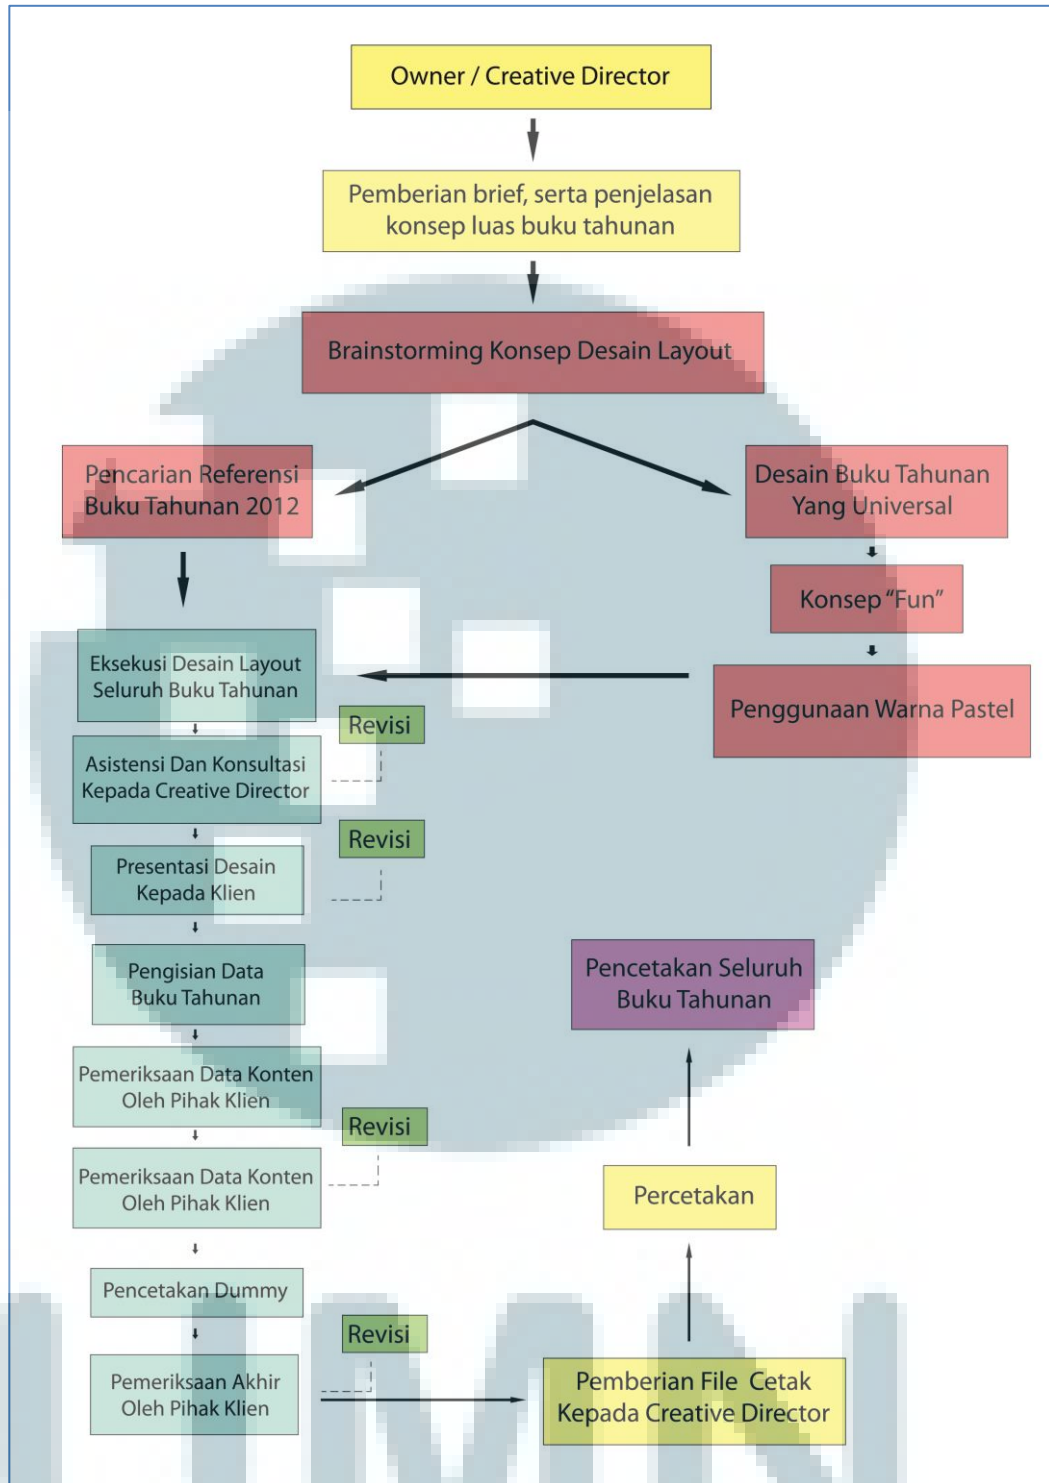 Owner / Creative Director
Pemberian brief, serta penjelasan
konsep luas buku tahunan
Brainstorming Konsep Desain Layout
Pencarian Referensi
Buku Tahunan 2012
Desain Buku Tahunan
Yang Universal
Konsep “Fun”
Penggunaan Warna Pastel
Eksekusi Desain Layout
Seluruh Buku Tahunan
Revisi
Asistensi Dan Konsultasi
Kepada Creative Director
Revisi
Presentasi Desain
Kepada Klien
Pengisian Data
Buku Tahunan
Pemeriksaan Data Konten
Oleh Pihak Klien
Revisi
Pemeriksaan Data Konten
Oleh Pihak Klien
Pencetakan Dummy
Revisi
Pemeriksaan Akhir
Oleh Pihak Klien
Pemberian File  Cetak
Kepada Creative Director
Percetakan
Pencetakan Seluruh
Buku Tahunan
UMN